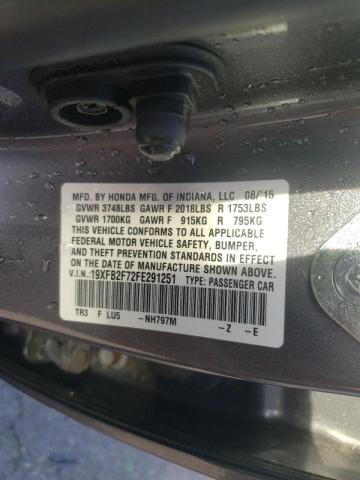 MFD. BY HONDA MFG. OF INDIANA, LLC 08/'15
GVWR 3748LBS GAWR F 2018LBS R 1753LBS
GVWR 1700KG GAWR F 915KG R 795KG
THIS VEHICLE CONFORMS TO ALL APPLICABLE
FEDERAL MOTOR VEHICLE SAFETY, BUMPER,
AND THEFT PREVENTION STANDARDS IN EFFECT
ON THE DATE OF MANUFACTURE SHOWN ABOVE.
V.I.N.:19XFB2F72FE291251 TYPE: PASSENGER CAR
TR3 F LU5 -NH797M -Z -E